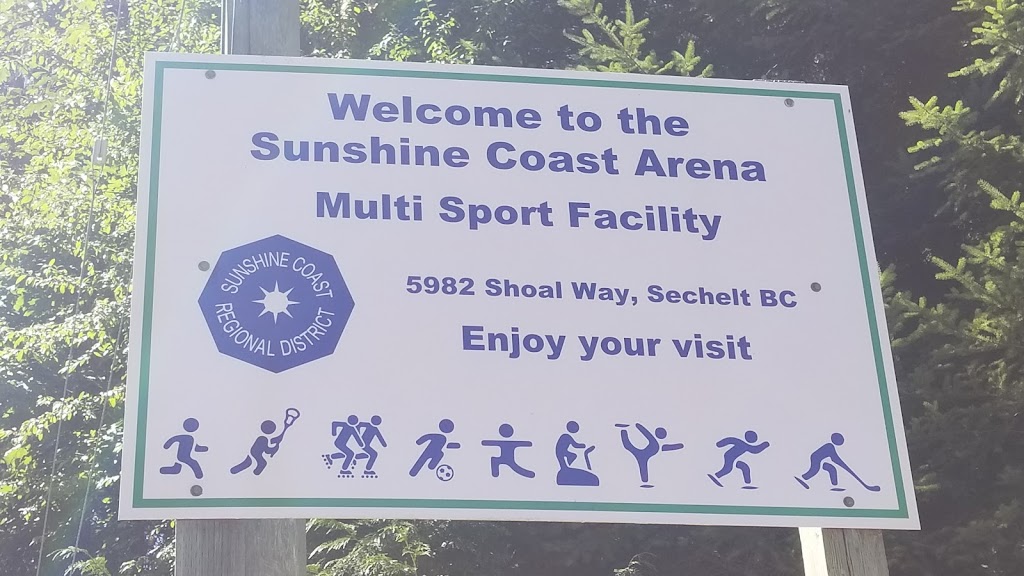 Welcome to the
Sunshine Coast Arena
Multi Sport Facility
SUNSHINE COAST
REGIONAL DISTRICT
5982 Shoal Way, Sechelt BC
Enjoy your visit